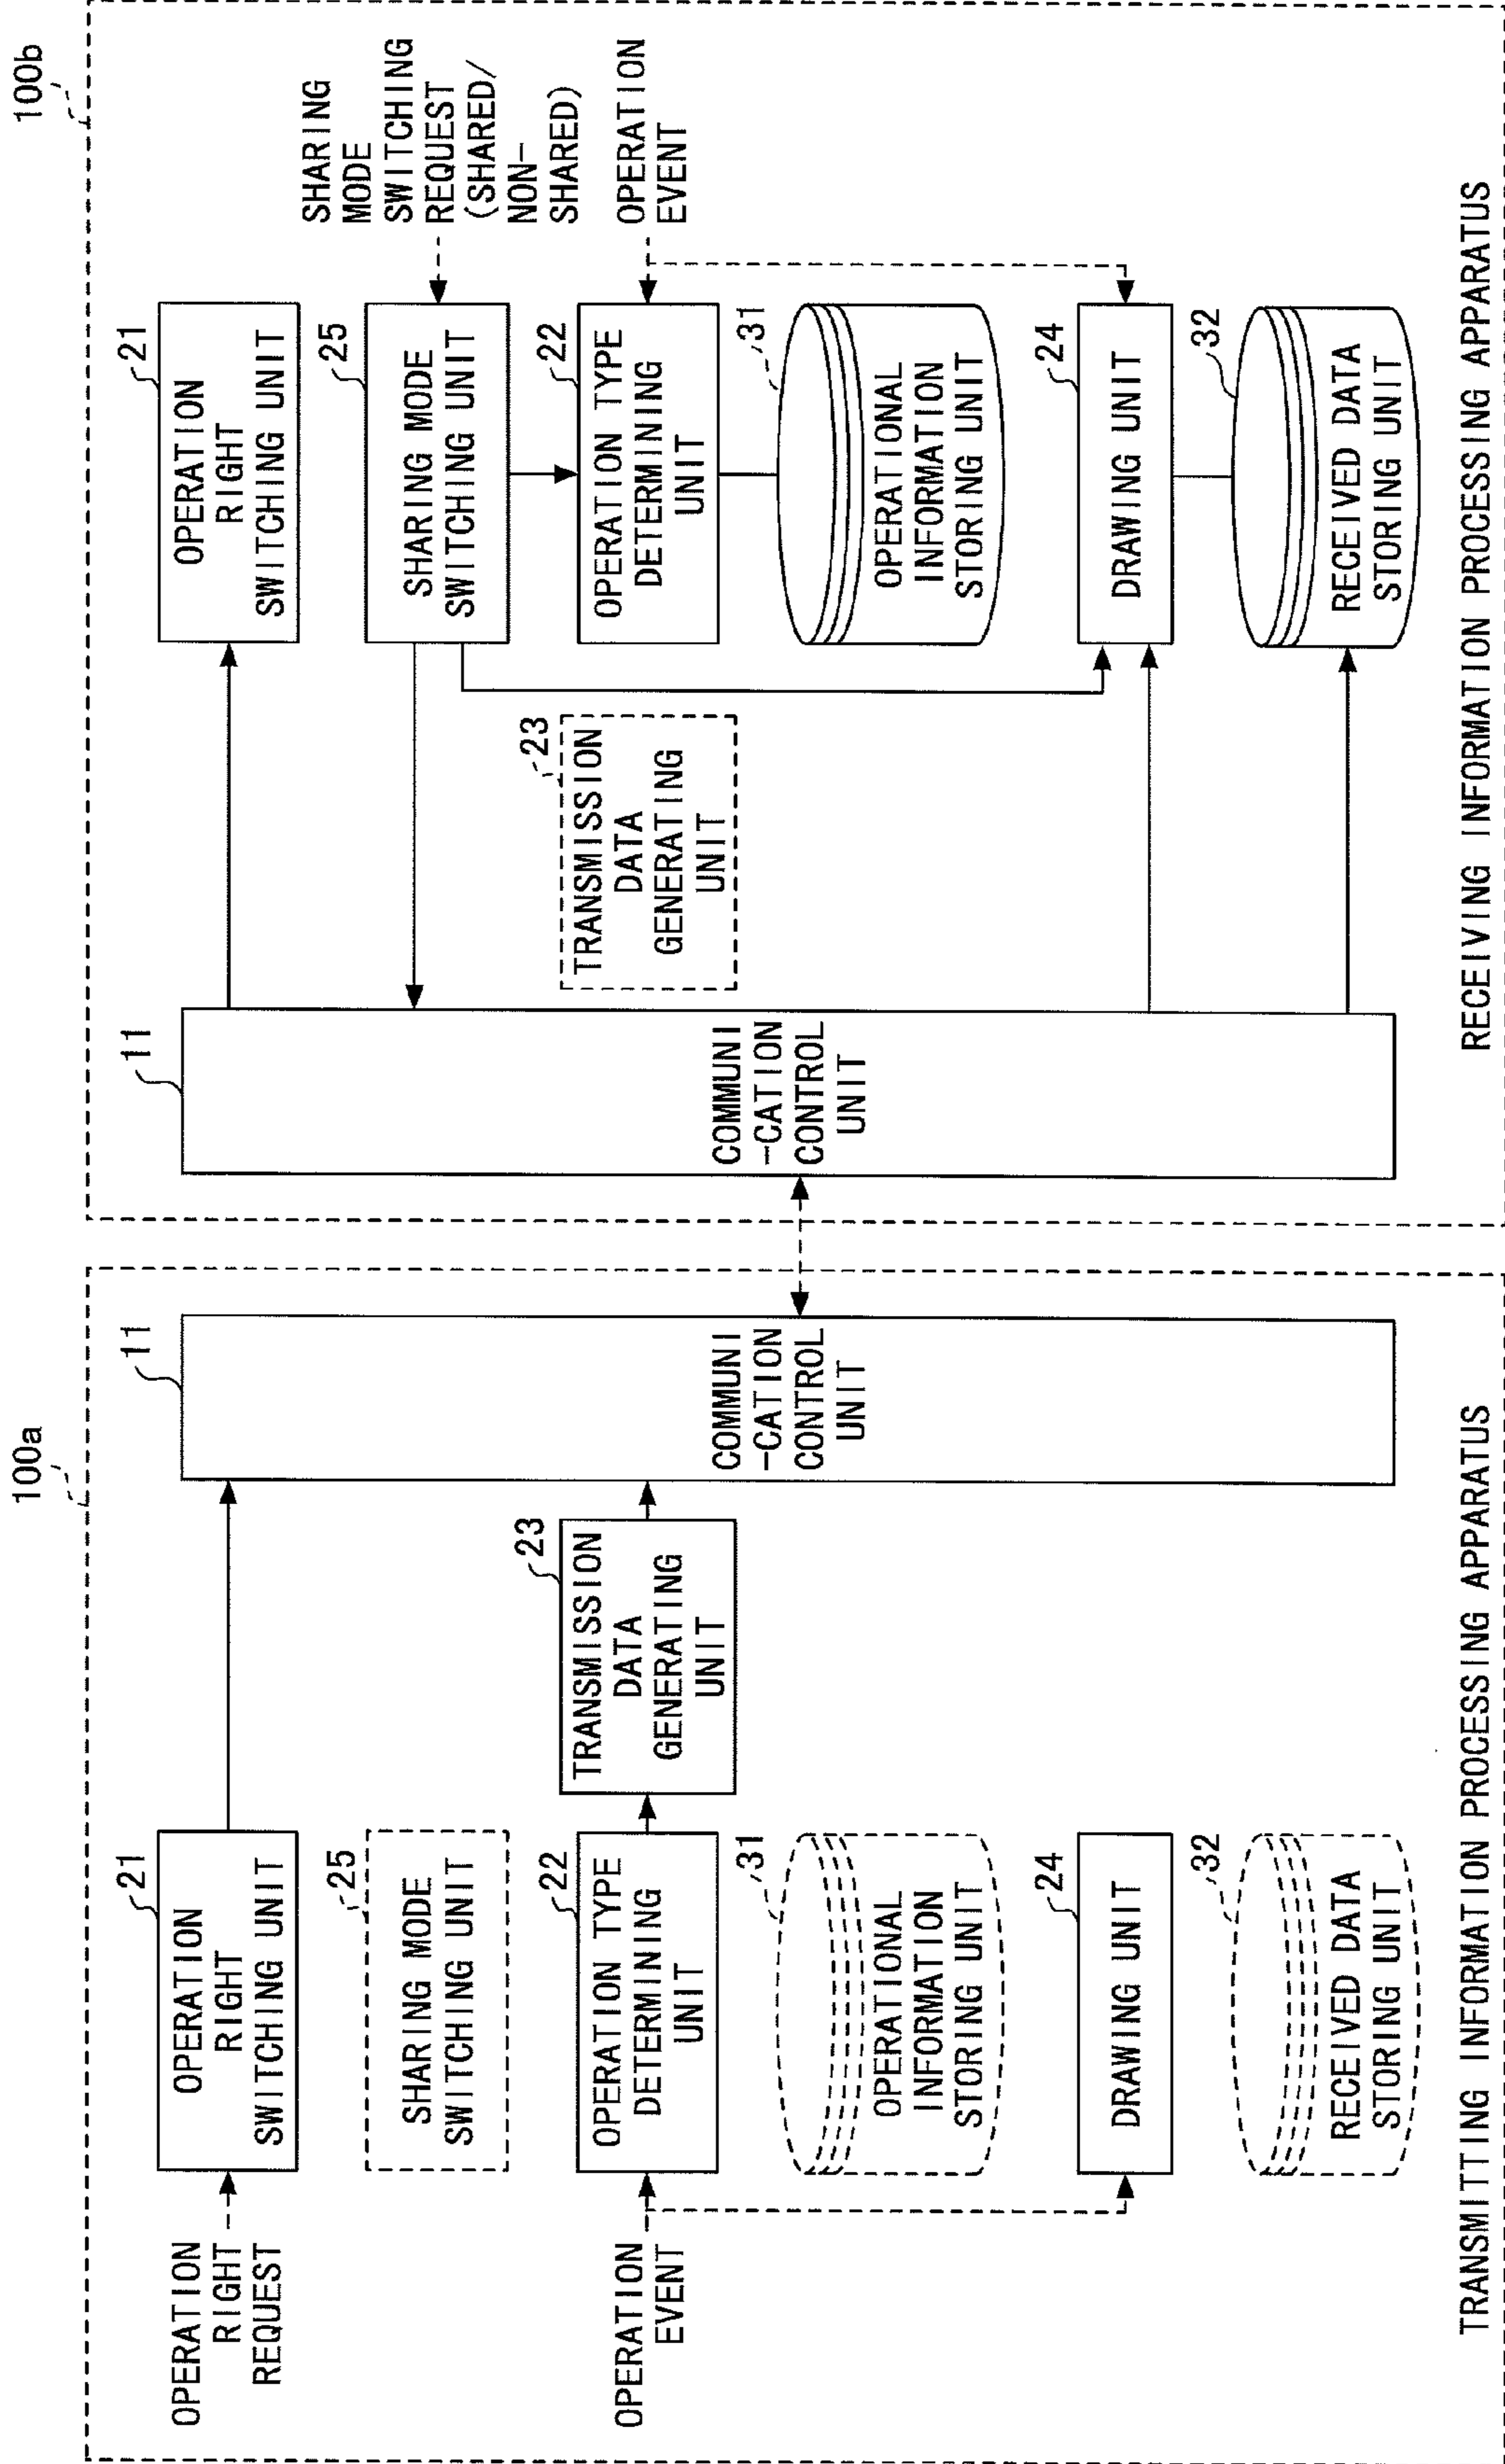 100a
OPERATION
RIGHT
REQUEST
21
OPERATION
RIGHT
SWITCHING UNIT
25
SHARING MODE
SWITCHING UNIT
OPERATION
EVENT
22
OPERATION TYPE
DETERMINING
UNIT
23
TRANSMISSION
DATA
GENERATING
UNIT
31
OPERATIONAL
INFORMATION
STORING UNIT
24
DRAWING UNIT
32
RECEIVED DATA
STORING UNIT
11
COMMUNI
-CATION
CONTROL
UNIT
TRANSMITTING INFORMATION PROCESSING APPARATUS
100b
11
COMMUNI
-CATION
CONTROL
UNIT
21
OPERATION
RIGHT
SWITCHING UNIT
25
SHARING MODE
SWITCHING UNIT
SHARING
MODE
SWITCHING
REQUEST
(SHARED/
NON-
SHARED)
23
TRANSMISSION
DATA
GENERATING
UNIT
22
OPERATION TYPE
DETERMINING
UNIT
OPERATION
EVENT
31
OPERATIONAL
INFORMATION
STORING UNIT
24
DRAWING UNIT
32
RECEIVED DATA
STORING UNIT
RECEIVING INFORMATION PROCESSING APPARATUS